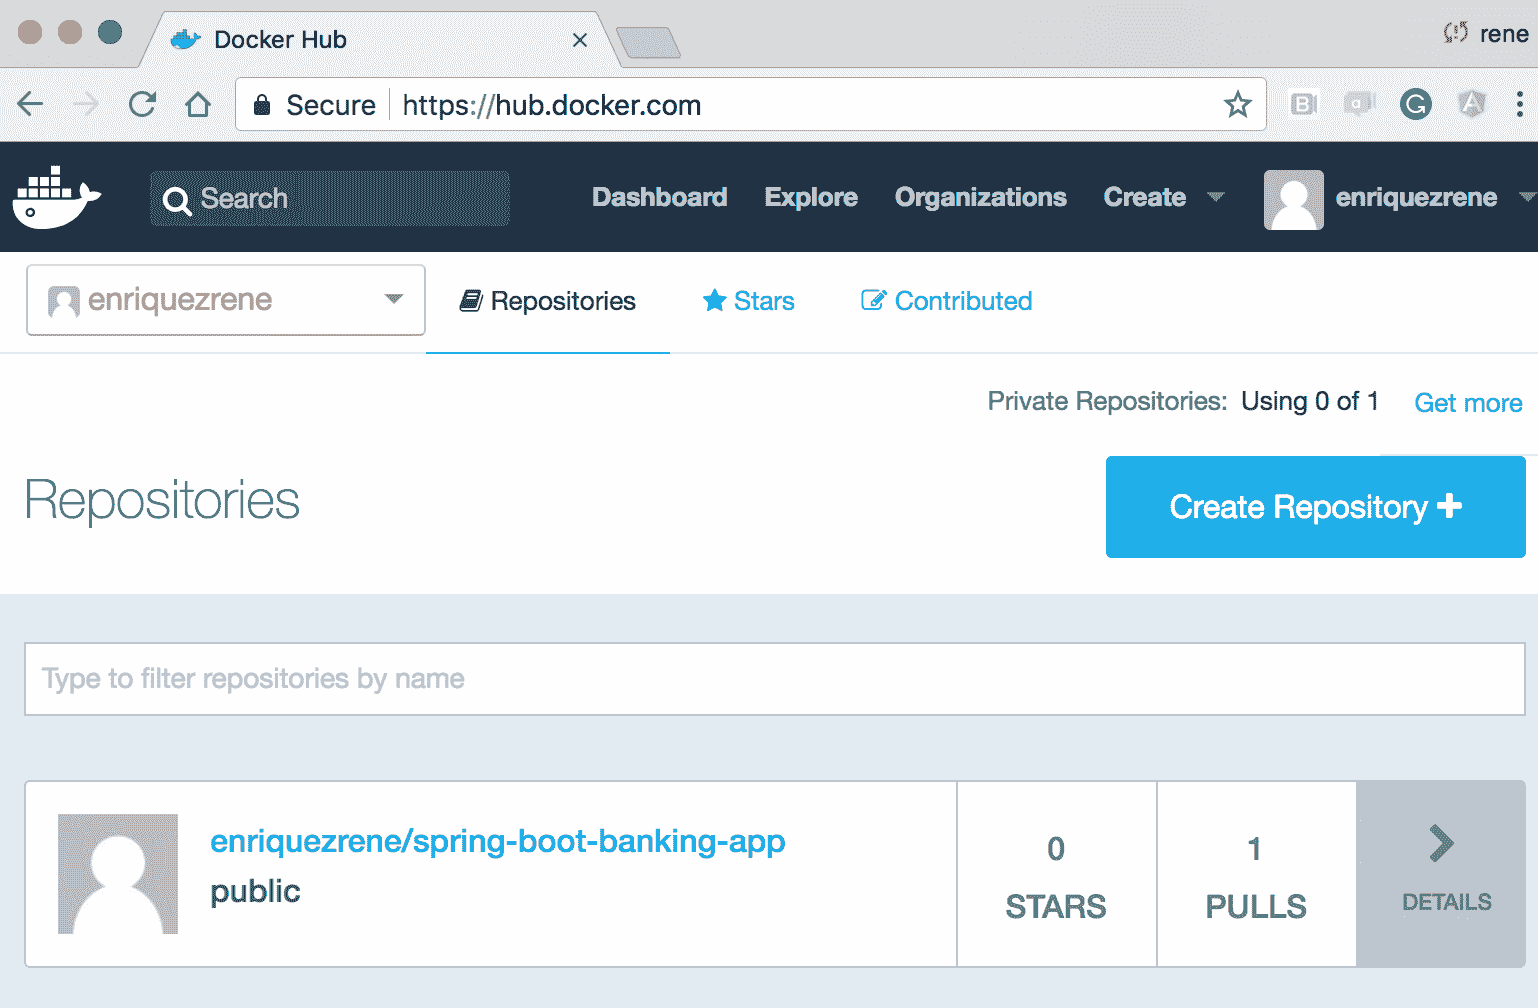 Docker Hub
rene
Secure https://hub.docker.com
B a G A
Search Dashboard Explore Organizations Create enriquezrene
enriquezrene Repositories Stars Contributed
Private Repositories: Using 0 of 1 Get more
Repositories
Create Repository
Type to filter repositories by name
enriquezrene/spring-boot-banking-app
public
0
STARS
1
PULLS
DETAILS